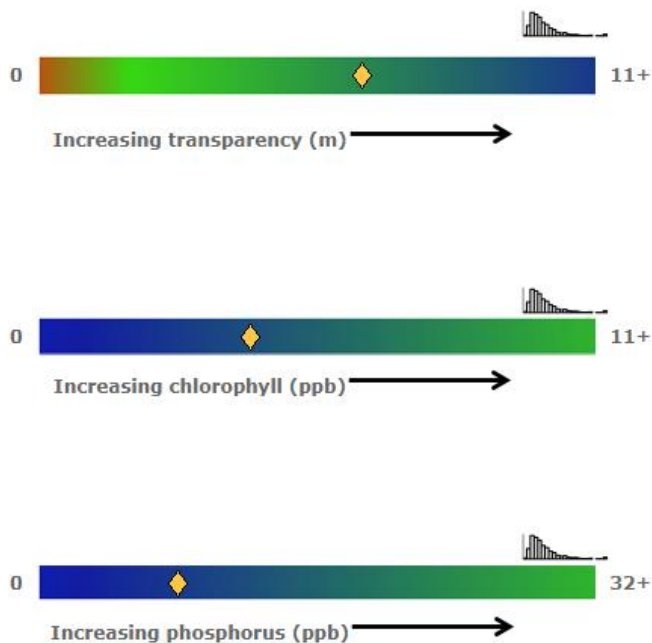 0 11+
Increasing transparency (m)
0 11+
Increasing chlorophyll (ppb)
0 32+
Increasing phosphorus (ppb)